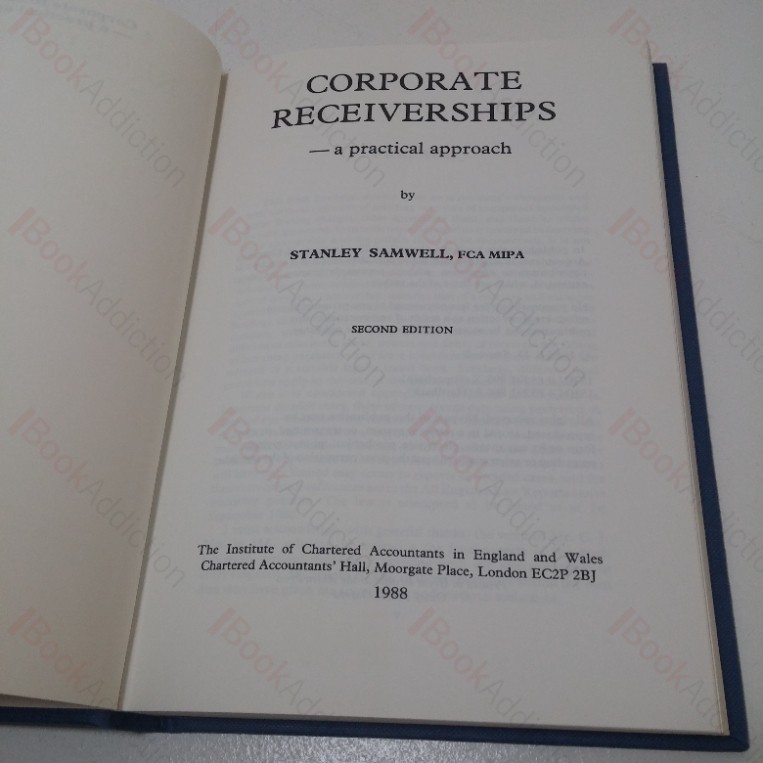 CORPORATE
RECEIVERSHIPS
— a practical approach
by
STANLEY SAMWELL, FCA MIPA
SECOND EDITION
The Institute of Chartered Accountants in England and Wales
Chartered Accountants' Hall, Moorgate Place, London EC2P 2BJ
1988
BookAddiction